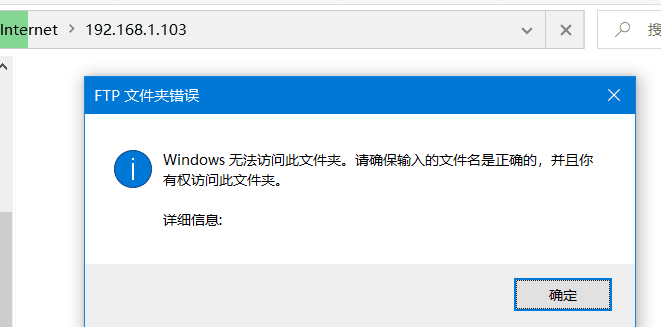 Internet > 192.168.1.103
搜
FTP 文件夹错误
Windows 无法访问此文件夹。请确保输入的文件名是正确的，并且你
有权访问此文件夹。
详细信息:
确定